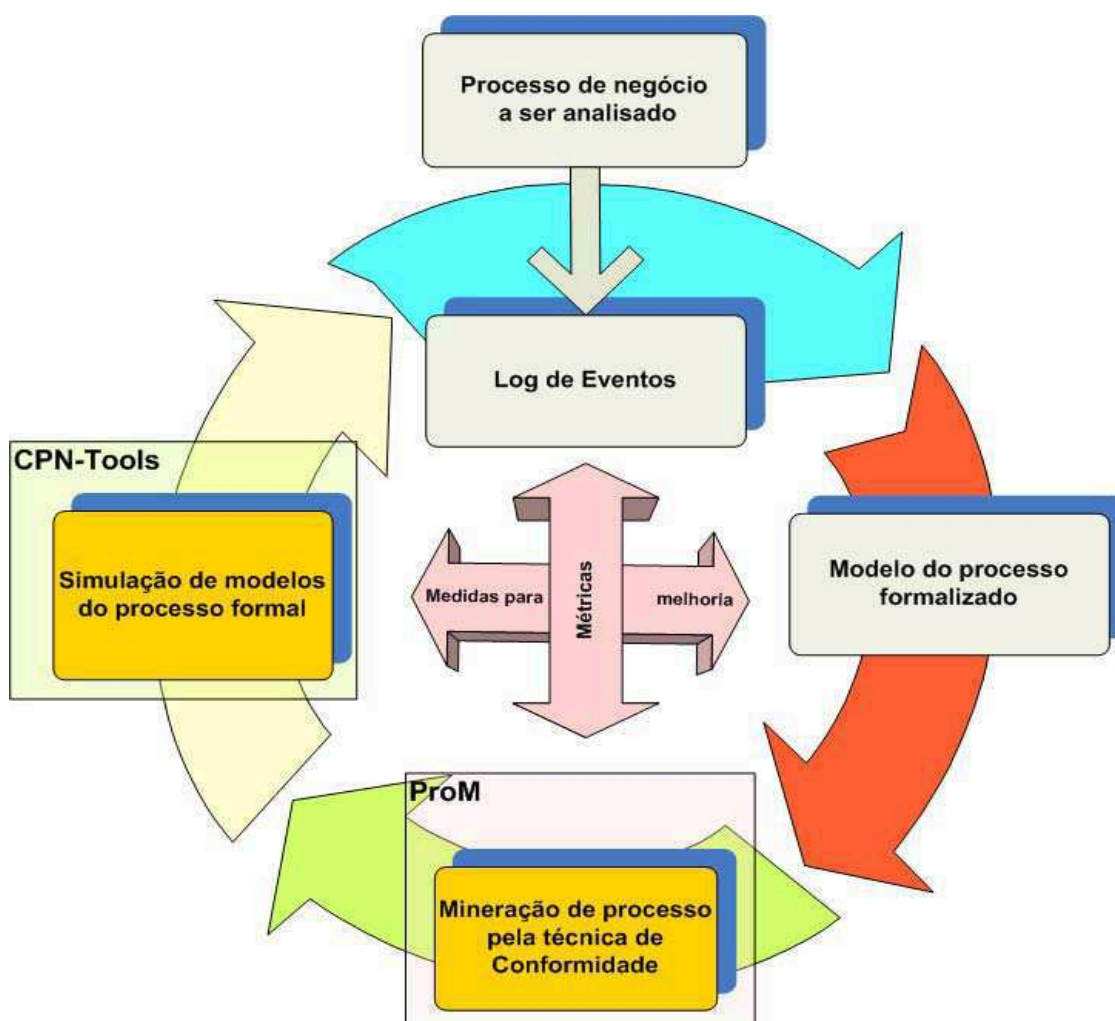 Processo de negócio
a ser analisado
Log de Eventos
CPN-Tools
Simulação de modelos
do processo formal
Medidas para
Métricas
melhoria
Modelo do processo
formalizado
ProM
Mineração de processo
pela técnica de
Conformidade